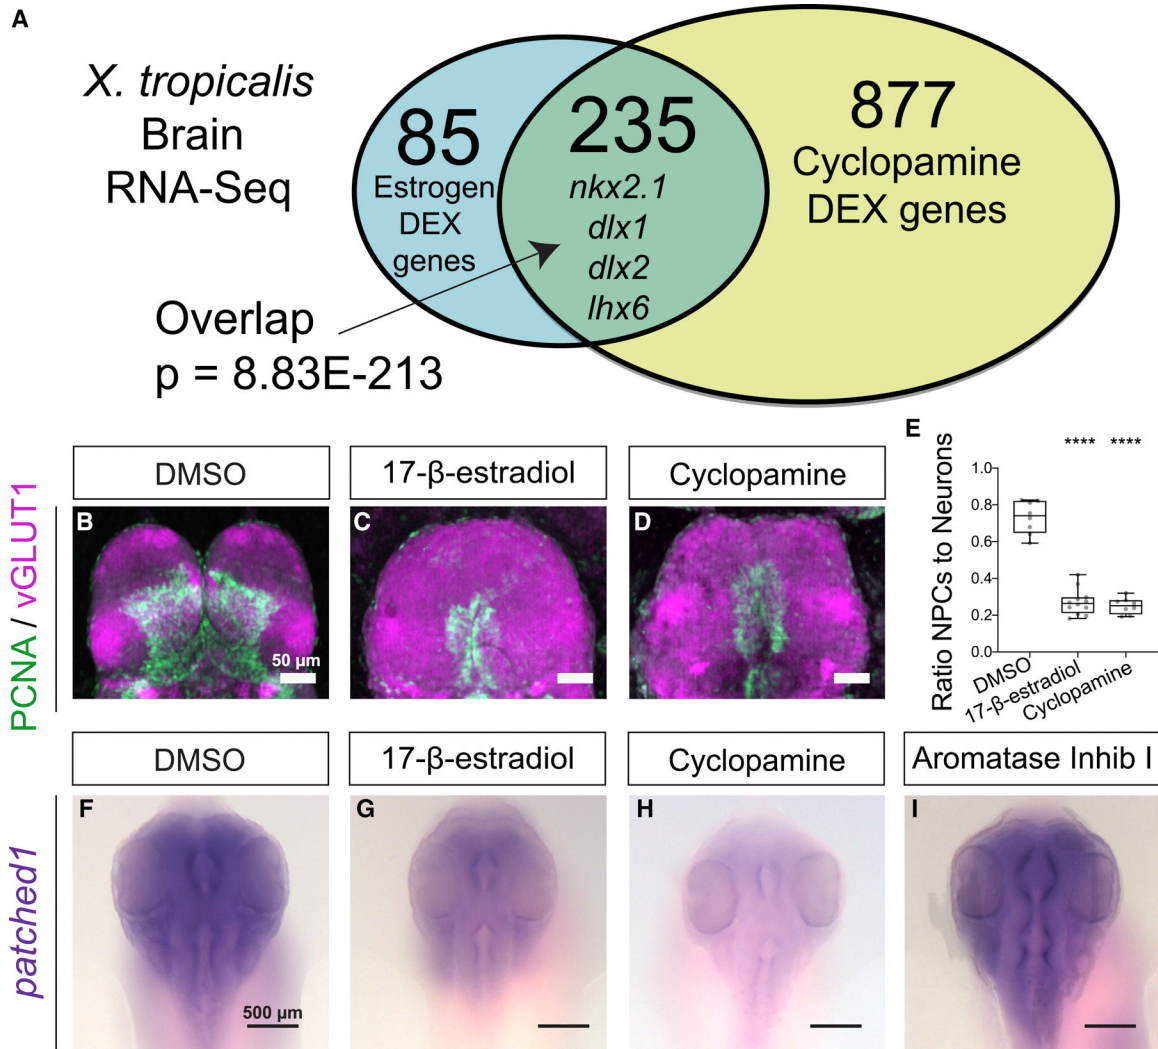 A
X. tropicalis
Brain
RNA-Seq
85
Estrogen
DEX
genes
235
nkx2.1
dlx1
dlx2
lhx6
877
Cyclopamine
DEX genes
Overlap
p = 8.83E-213
PCNA / vGLUT1
DMSO
17-β-estradiol
Cyclopamine
B
50 µm
C
D
E
****
****
Ratio NPCs to Neurons
1.0
0.8
0.6
0.4
0.2
0.0
DMSO
17-β-estradiol
Cyclopamine
patched1
DMSO
17-β-estradiol
Cyclopamine
Aromatase Inhib I
F
500 µm
G
H
I